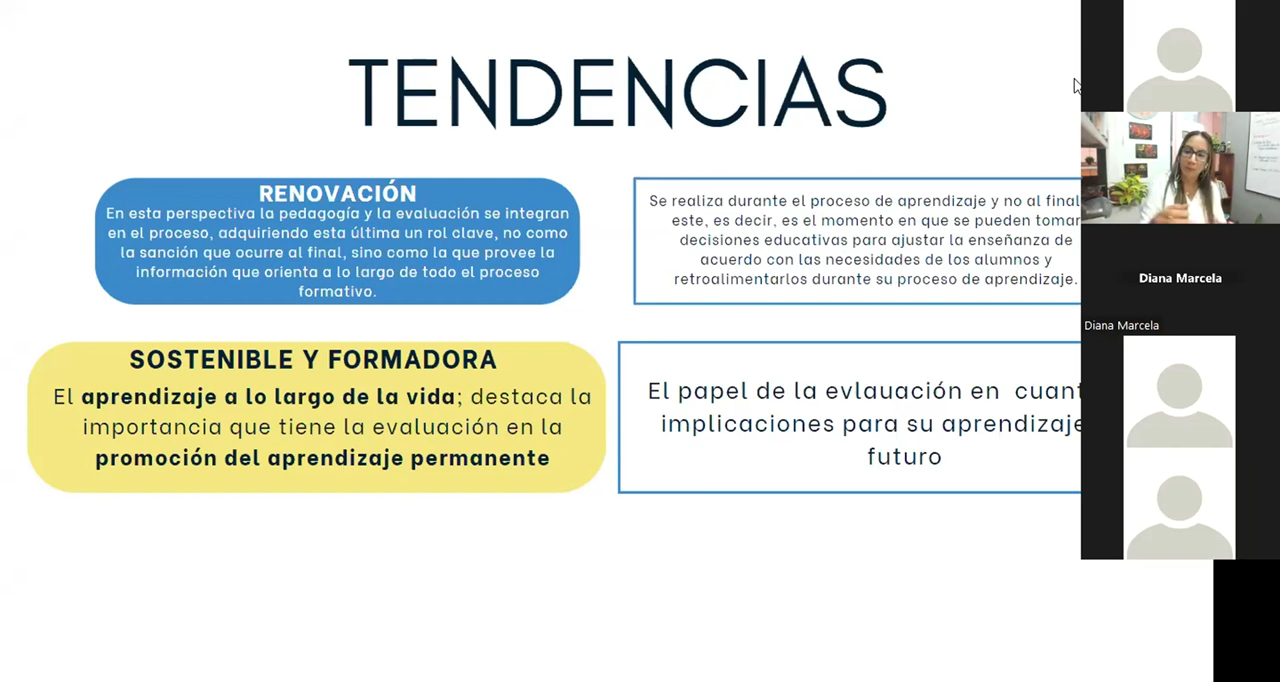 TENDENCIAS
RENOVACIÓN
En esta perspectiva la pedagogía y la evaluación se integran
en el proceso, adquiriendo esta última un rol clave, no como
la sanción que ocurre al final, sino como la que provee la
información que orienta a lo largo de todo el proceso
formativo.
Se realiza durante el proceso de aprendizaje y no al final
este, es decir, es el momento en que se pueden tomar
decisiones educativas para ajustar la enseñanza de
acuerdo con las necesidades de los alumnos y
retroalimentarlos durante su proceso de aprendizaje.
SOSTENIBLE Y FORMADORA
El aprendizaje a lo largo de la vida; destaca la
importancia que tiene la evaluación en la
promoción del aprendizaje permanente
El papel de la evlauación en cuant
implicaciones para su aprendizaje
futuro
Diana Marcela
Diana Marcela